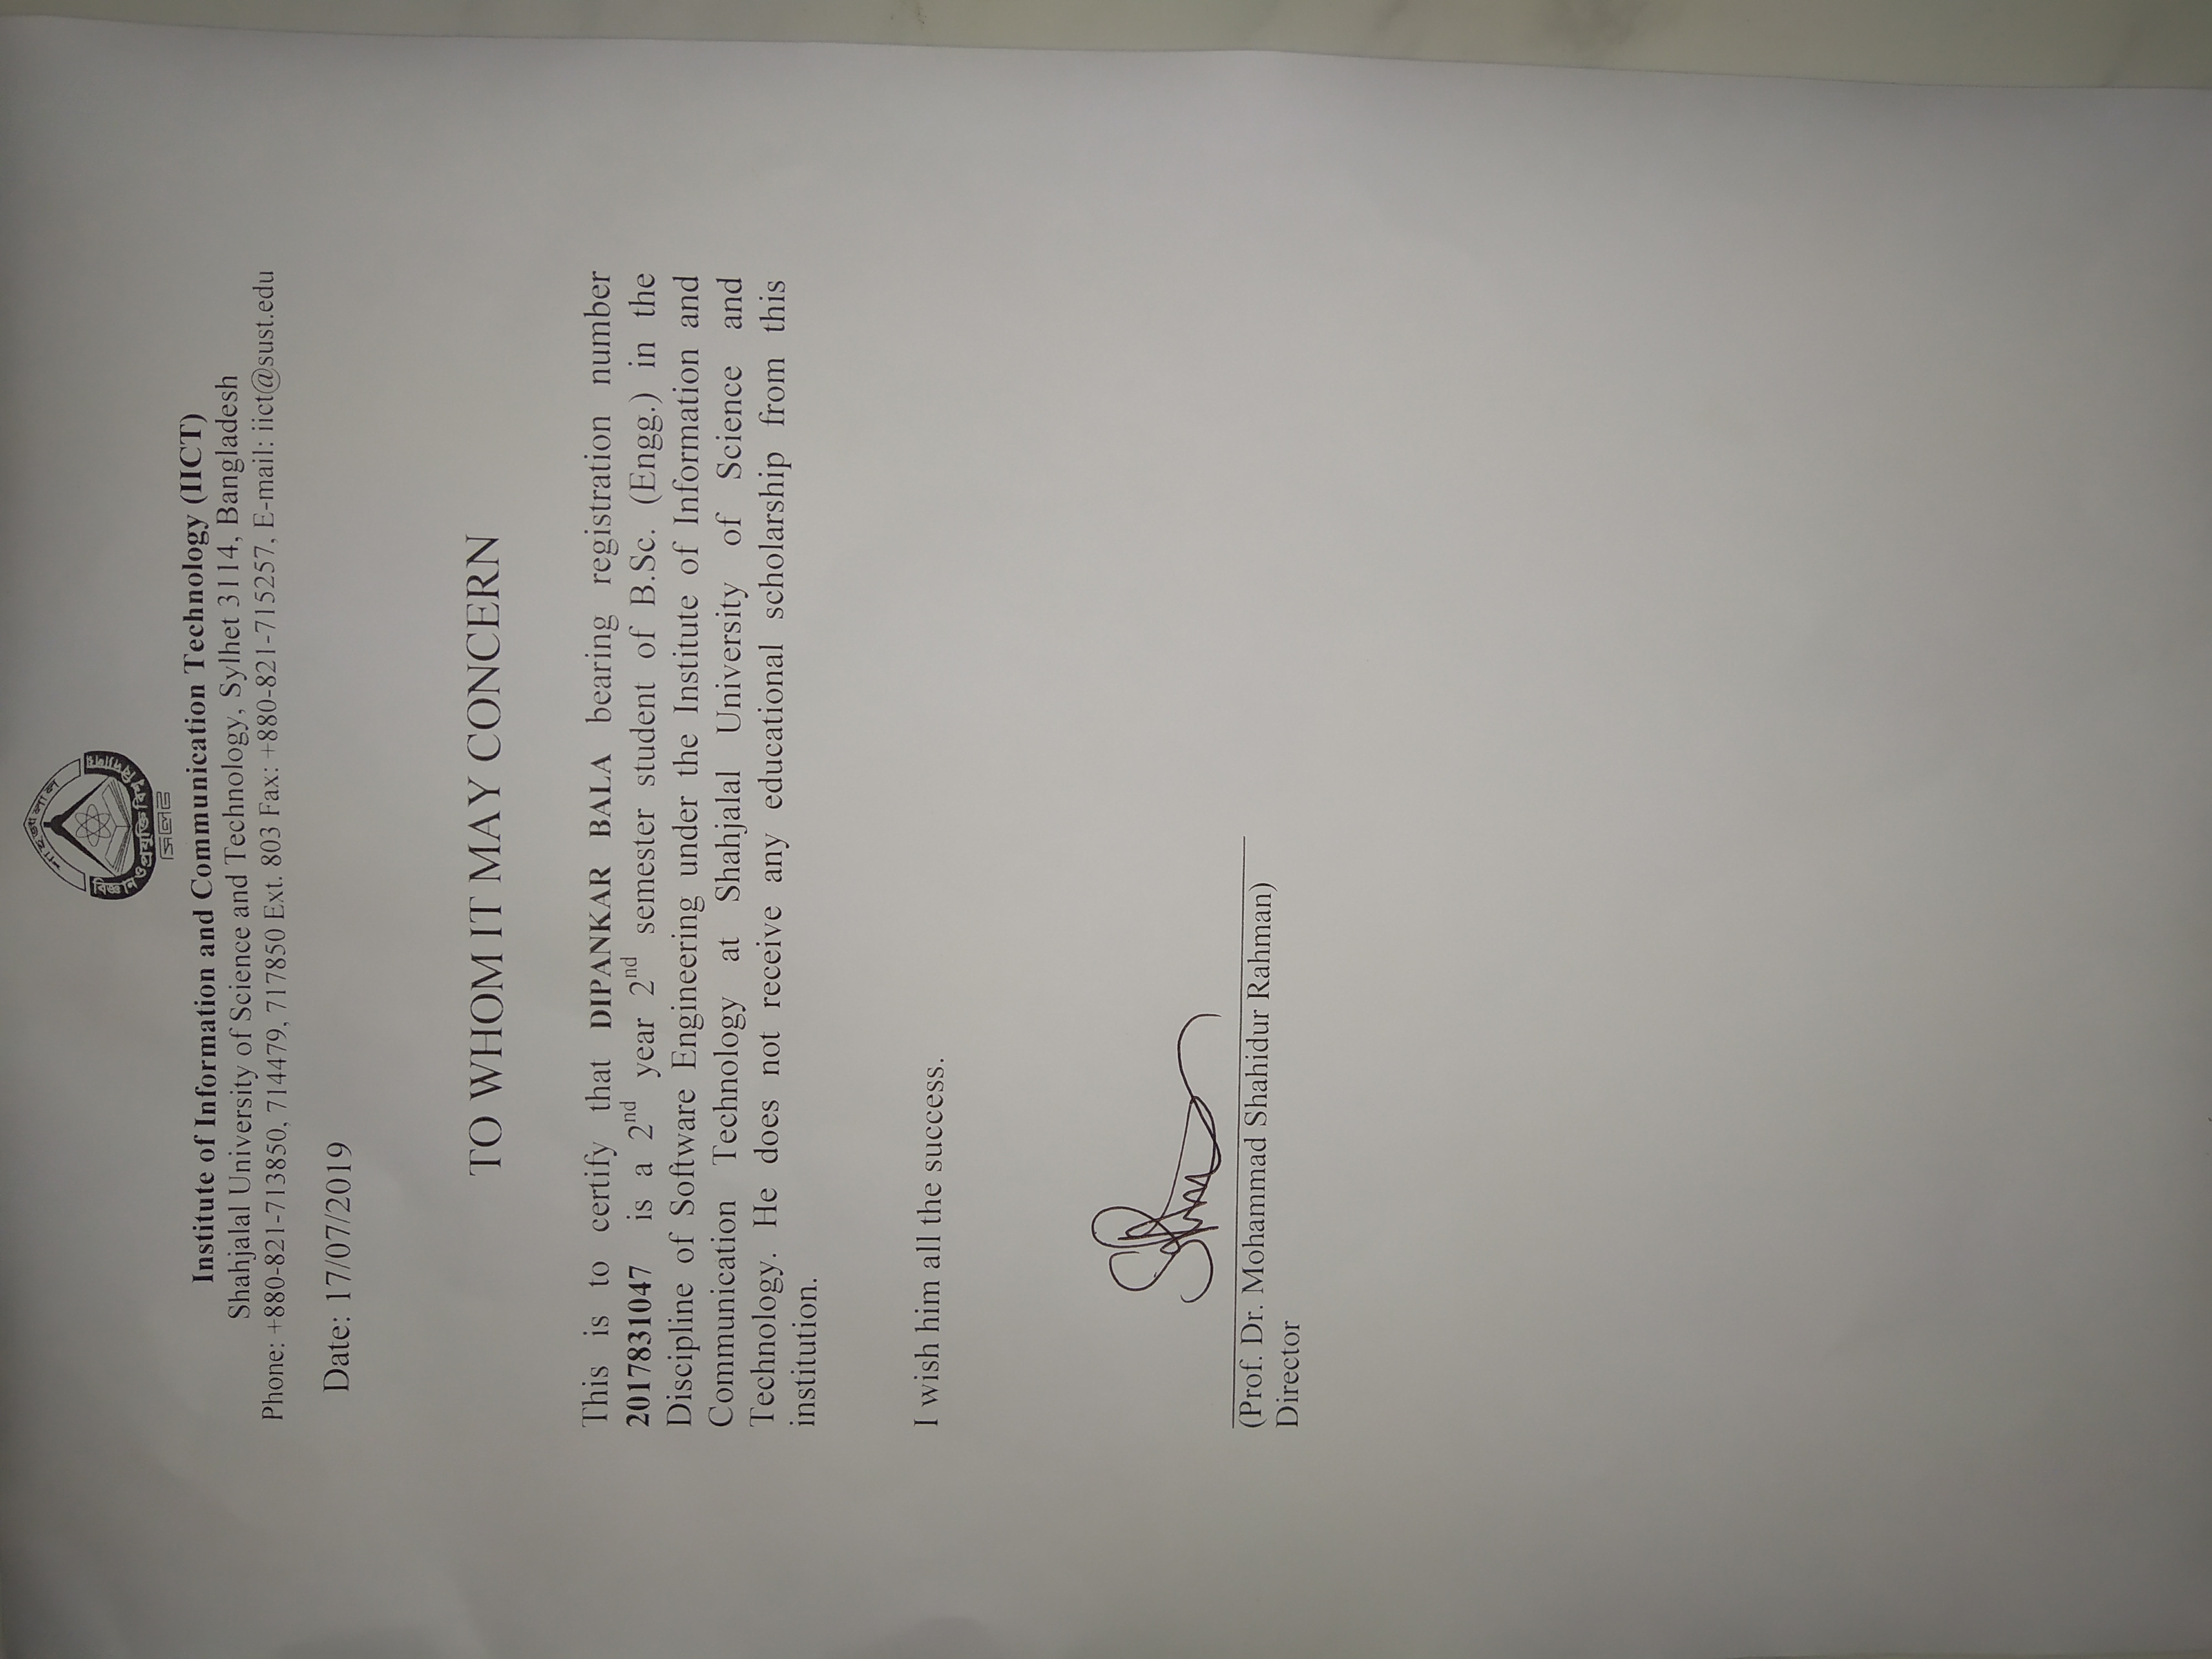 শাহজালাল
বিজ্ঞান ও প্রযুক্তি বিশ্ববিদ্যালয়
সিলেট
Institute of Information and Communication Technology (IICT)
Shahjalal University of Science and Technology, Sylhet 3114, Bangladesh
Phone: +880-821-713850, 714479, 717850 Ext. 803 Fax: +880-821-715257, E-mail: iict@sust.edu
Date: 17/07/2019
TO WHOM IT MAY CONCERN
This is to certify that DIPANKAR BALA bearing registration number
2017831047 is a 2nd year 2nd semester student of B.Sc. (Engg.) in the
Discipline of Software Engineering under the Institute of Information and
Communication Technology at Shahjalal University of Science and
Technology. He does not receive any educational scholarship from this
institution.
I wish him all the success.
(Prof. Dr. Mohammad Shahidur Rahman)
Director